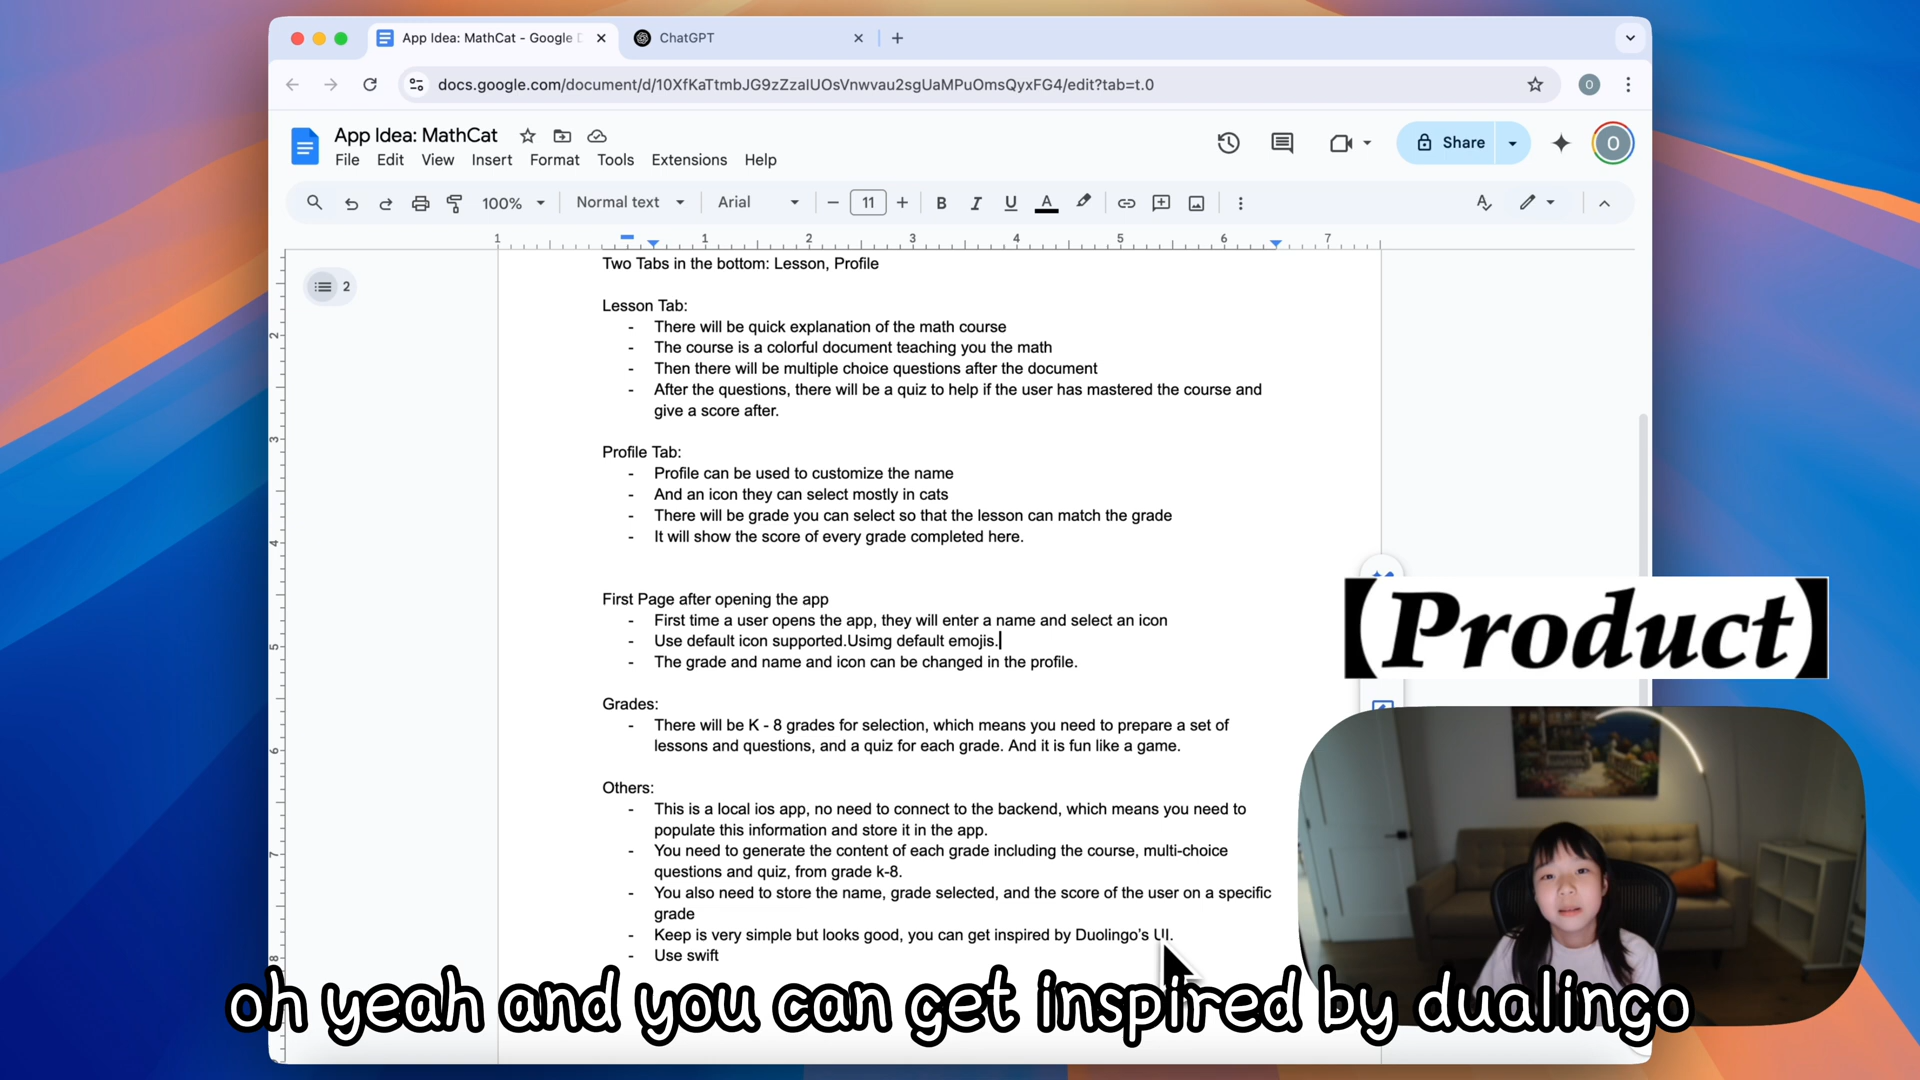 App Idea: MathCat - Google D
ChatGPT
docs.google.com/document/d/10XfKaTtmbJG9zZzalUOsVnwvau2sgUaMPuOmsQyxFG4/edit?tab=t.0
O
App Idea: MathCat
Share
O
File Edit View Insert Format Tools Extensions Help
100% Normal text Arial 11 B I U A
1 1 2 3 4 5 6 7
2
Two Tabs in the bottom: Lesson, Profile
Lesson Tab:
- There will be quick explanation of the math course
- The course is a colorful document teaching you the math
- Then there will be multiple choice questions after the document
- After the questions, there will be a quiz to help if the user has mastered the course and
give a score after.
Profile Tab:
- Profile can be used to customize the name
- And an icon they can select mostly in cats
- There will be grade you can select so that the lesson can match the grade
- It will show the score of every grade completed here.
First Page after opening the app
- First time a user opens the app, they will enter a name and select an icon
- Use default icon supported.Usimg default emojis.
- The grade and name and icon can be changed in the profile.
【Product】
Grades:
- There will be K - 8 grades for selection, which means you need to prepare a set of
lessons and questions, and a quiz for each grade. And it is fun like a game.
Others:
- This is a local ios app, no need to connect to the backend, which means you need to
populate this information and store it in the app.
- You need to generate the content of each grade including the course, multi-choice
questions and quiz, from grade k-8.
- You also need to store the name, grade selected, and the score of the user on a specific
grade
- Keep is very simple but looks good, you can get inspired by Duolingo's UI.
- Use swift
oh yeah and you can get inspired by dualingo